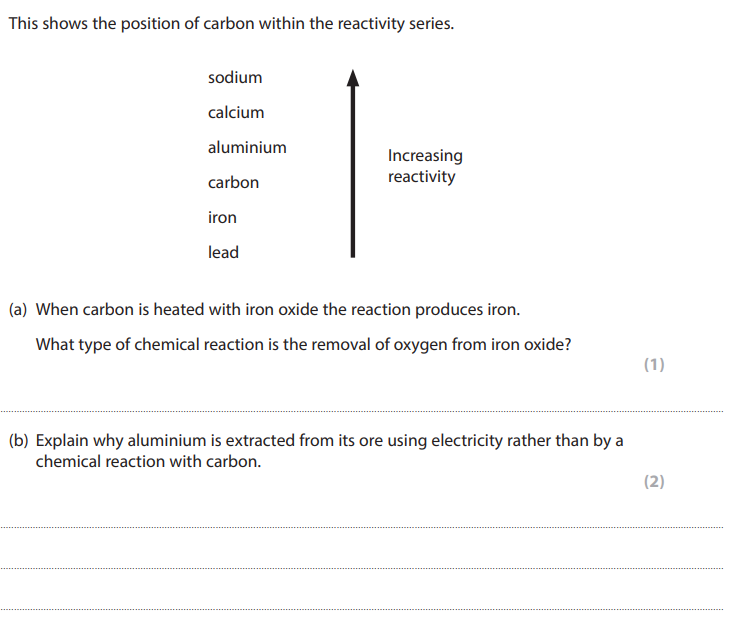 This shows the position of carbon within the reactivity series.
sodium
calcium
aluminium
carbon
iron
lead
Increasing
reactivity
(a) When carbon is heated with iron oxide the reaction produces iron.
What type of chemical reaction is the removal of oxygen from iron oxide?
(1)
(b) Explain why aluminium is extracted from its ore using electricity rather than by a
chemical reaction with carbon.
(2)